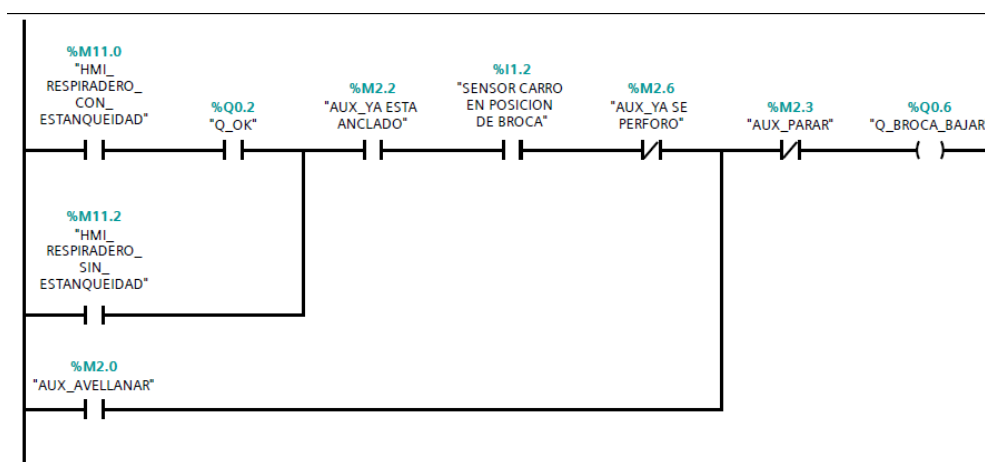 %M11.0
"HMI_
RESPIRADERO_
CON_
ESTANQUEIDAD"
%Q0.2
"Q_OK"
%M2.2
"AUX_YA ESTA
ANCLADO"
%I1.2
"SENSOR CARRO
EN POSICION
DE BROCA"
%M2.6
"AUX_YA SE
PERFORO"
%M2.3
"AUX_PARAR"
%Q0.6
"Q_BROCA_BAJAR
%M11.2
"HMI_
RESPIRADERO_
SIN_
ESTANQUEIDAD"
%M2.0
"AUX_AVELLANAR"